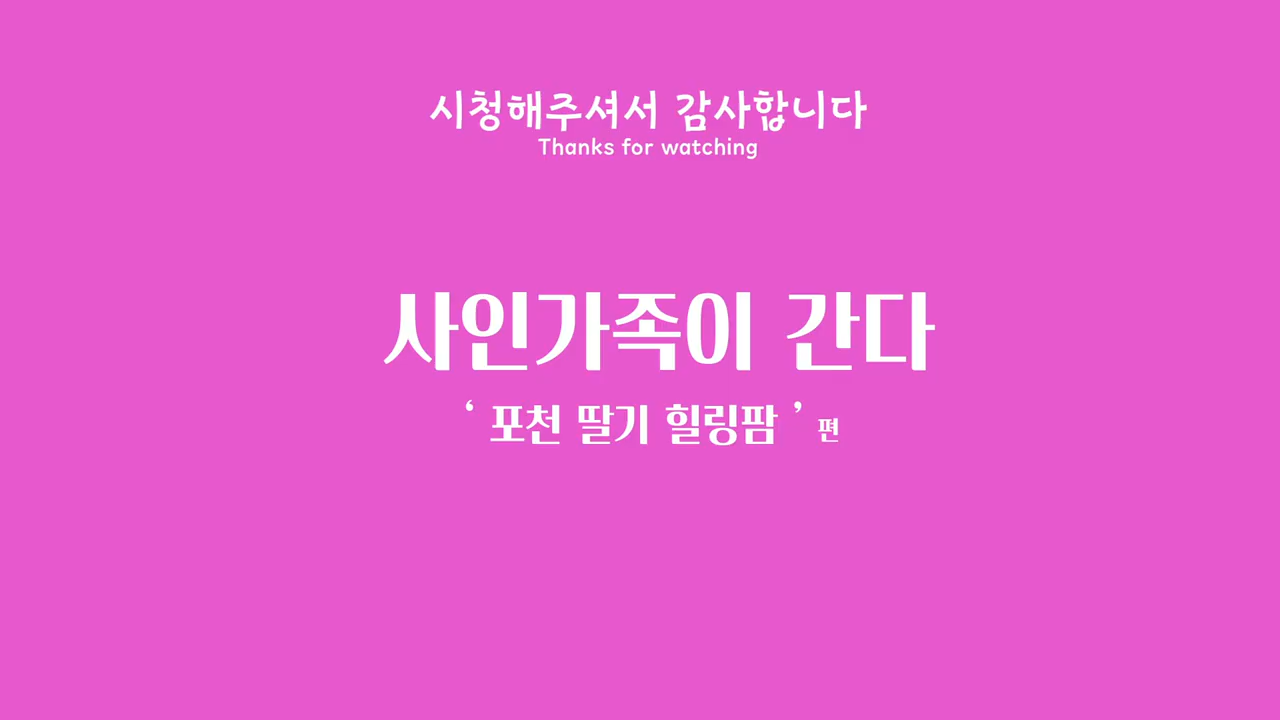 시청해주셔서 감사합니다
Thanks for watching
사인가족이 간다
‘ 포천 딸기 힐링팜 ’ 편